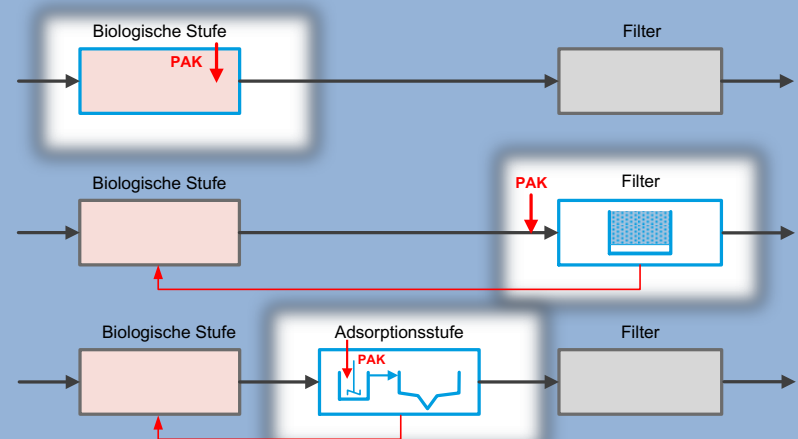 Biologische Stufe
Filter
PAK
Biologische Stufe
PAK
Filter
Biologische Stufe
Adsorptionsstufe
Filter
PAK